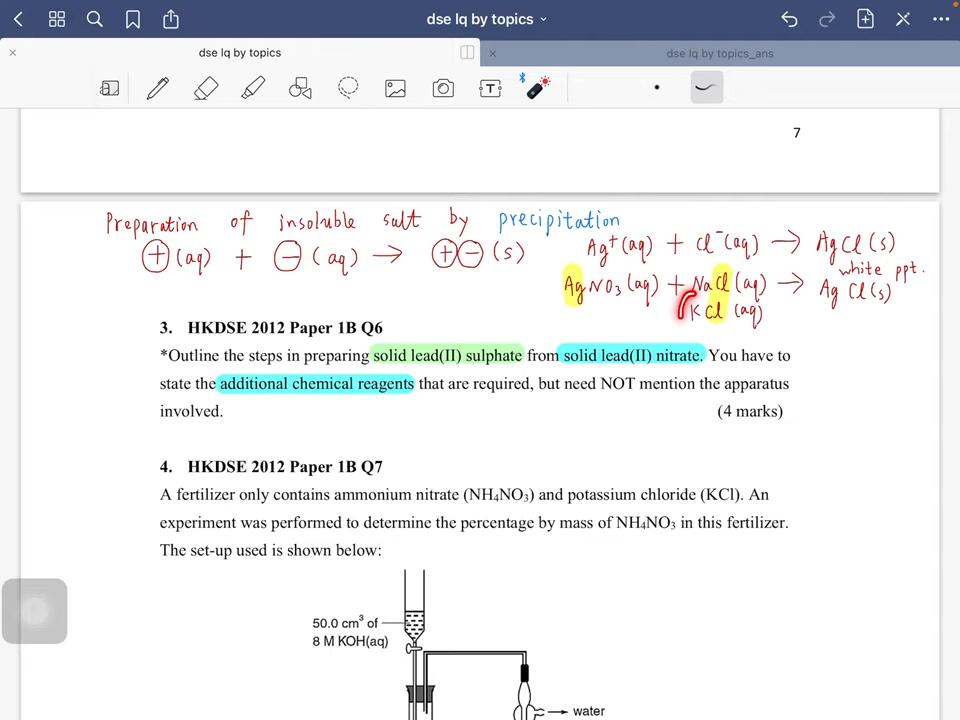 dse lq by topics
dse lq by topics
dse lq by topics_ans
T
7
Preparation of insoluble salt by precipitation
+ (aq) + − (aq) → + − (s)
Ag⁺(aq) + Cl⁻(aq) → AgCl(s)
white ppt.
AgNO₃(aq) + NaCl(aq) → AgCl(s)
KCl (aq)
3. HKDSE 2012 Paper 1B Q6
*Outline the steps in preparing solid lead(II) sulphate from solid lead(II) nitrate. You have to
state the additional chemical reagents that are required, but need NOT mention the apparatus
involved. (4 marks)
4. HKDSE 2012 Paper 1B Q7
A fertilizer only contains ammonium nitrate (NH₄NO₃) and potassium chloride (KCl). An
experiment was performed to determine the percentage by mass of NH₄NO₃ in this fertilizer.
The set-up used is shown below:
50.0 cm³ of
8 M KOH(aq)
water